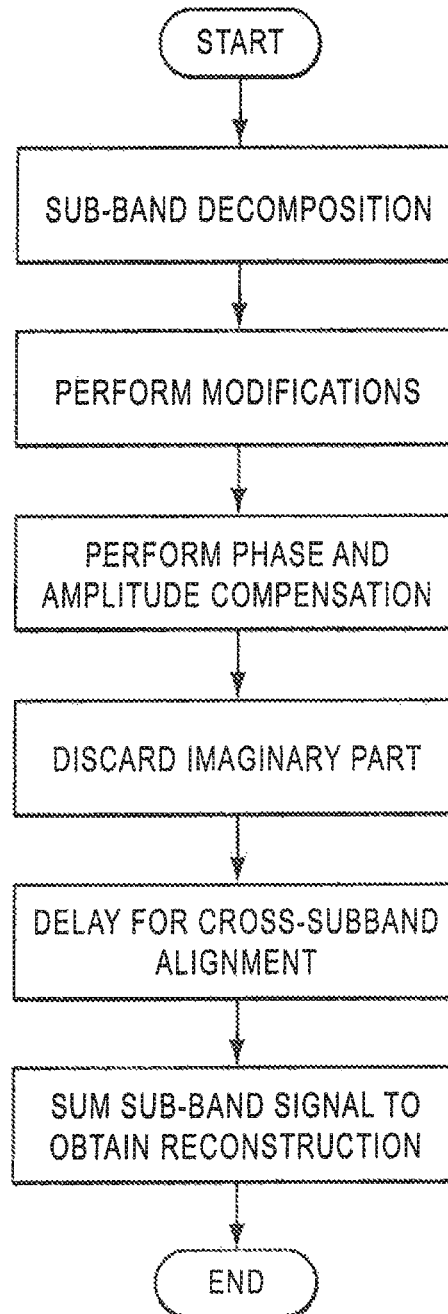 START
SUB-BAND DECOMPOSITION
PERFORM MODIFICATIONS
PERFORM PHASE AND
AMPLITUDE COMPENSATION
DISCARD IMAGINARY PART
DELAY FOR CROSS-SUBBAND
ALIGNMENT
SUM SUB-BAND SIGNAL TO
OBTAIN RECONSTRUCTION
END